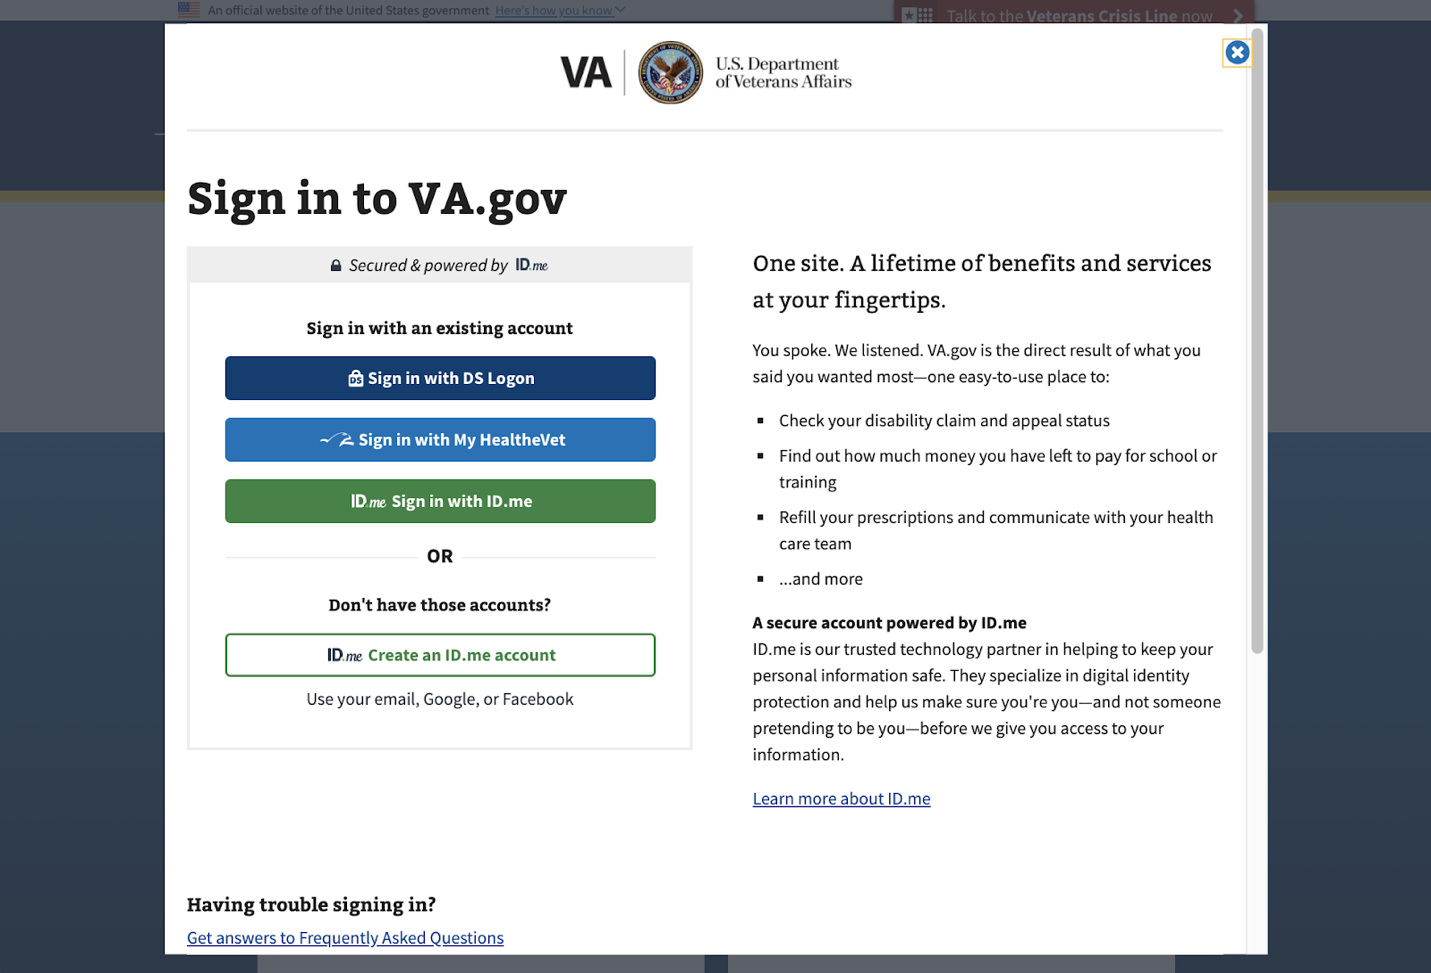 An official website of the United States government Here's how you know
Talk to the Veterans Crisis Line now
VA
U.S. Department
of Veterans Affairs
Sign in to VA.gov
Secured & powered by ID.me
Sign in with an existing account
DS Sign in with DS Logon
Sign in with My HealtheVet
ID.me Sign in with ID.me
OR
Don't have those accounts?
ID.me Create an ID.me account
Use your email, Google, or Facebook
One site. A lifetime of benefits and services
at your fingertips.
You spoke. We listened. VA.gov is the direct result of what you
said you wanted most—one easy-to-use place to:
Check your disability claim and appeal status
Find out how much money you have left to pay for school or
training
Refill your prescriptions and communicate with your health
care team
...and more
A secure account powered by ID.me
ID.me is our trusted technology partner in helping to keep your
personal information safe. They specialize in digital identity
protection and help us make sure you're you—and not someone
pretending to be you—before we give you access to your
information.
Learn more about ID.me
Having trouble signing in?
Get answers to Frequently Asked Questions